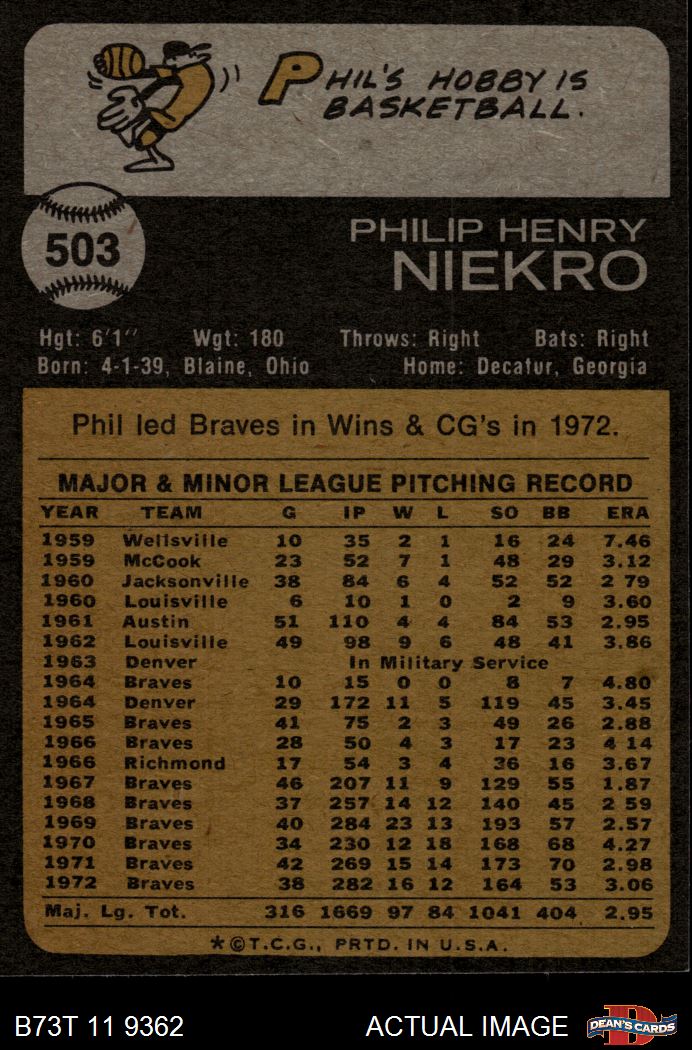 PHIL'S HOBBY IS
BASKETBALL.
503
PHILIP HENRY
NIEKRO
Hgt: 6'1" Wgt: 180 Throws: Right Bats: Right
Born: 4-1-39, Blaine, Ohio Home: Decatur, Georgia
Phil led Braves in Wins & CG's in 1972.
MAJOR & MINOR LEAGUE PITCHING RECORD
YEAR TEAM G IP W L SO BB ERA
1959 Wellsville 10 35 2 1 16 24 7.46
1959 McCook 23 52 7 1 48 29 3.12
1960 Jacksonville 38 84 6 4 52 52 2 79
1960 Louisville 6 10 1 0 2 9 3.60
1961 Austin 51 110 4 4 84 53 2.95
1962 Louisville 49 98 9 6 48 41 3.86
1963 Denver In Military Service
1964 Braves 10 15 0 0 8 7 4.80
1964 Denver 29 172 11 5 119 45 3.45
1965 Braves 41 75 2 3 49 26 2.88
1966 Braves 28 50 4 3 17 23 4 14
1966 Richmond 17 54 3 4 36 16 3.67
1967 Braves 46 207 11 9 129 55 1.87
1968 Braves 37 257 14 12 140 45 2 59
1969 Braves 40 284 23 13 193 57 2.57
1970 Braves 34 230 12 18 168 68 4.27
1971 Braves 42 269 15 14 173 70 2.98
1972 Braves 38 282 16 12 164 53 3.06
Maj. Lg. Tot. 316 1669 97 84 1041 404 2.95
*©T.C.G., PRTD. IN U.S.A.
B73T 11 9362 ACTUAL IMAGE DEAN'S CARDS